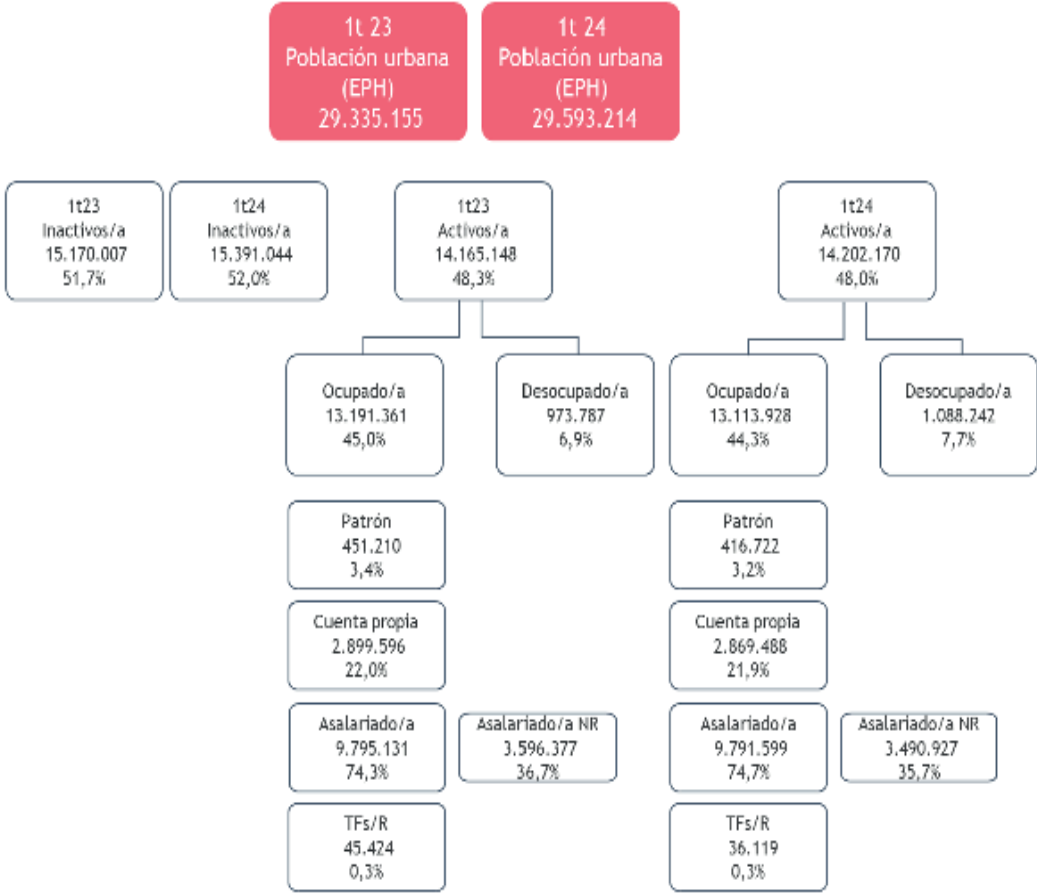 1t 23
Población urbana
(EPH)
29.335.155
1t 24
Población urbana
(EPH)
29.593.214
1t23
Inactivos/a
15.170.007
51,7%
1t24
Inactivos/a
15.391.044
52,0%
1t23
Activos/a
14.165.148
48,3%
1t24
Activos/a
14.202.170
48,0%
Ocupado/a
13.191.361
45,0%
Desocupado/a
973.787
6,9%
Ocupado/a
13.113.928
44,3%
Desocupado/a
1.088.242
7,7%
Patrón
451.210
3,4%
Patrón
416.722
3,2%
Cuenta propia
2.899.596
22,0%
Cuenta propia
2.869.488
21,9%
Asalariado/a
9.795.131
74,3%
Asalariado/a NR
3.596.377
36,7%
Asalariado/a
9.791.599
74,7%
Asalariado/a NR
3.490.927
35,7%
TFs/R
45.424
0,3%
TFs/R
36.119
0,3%